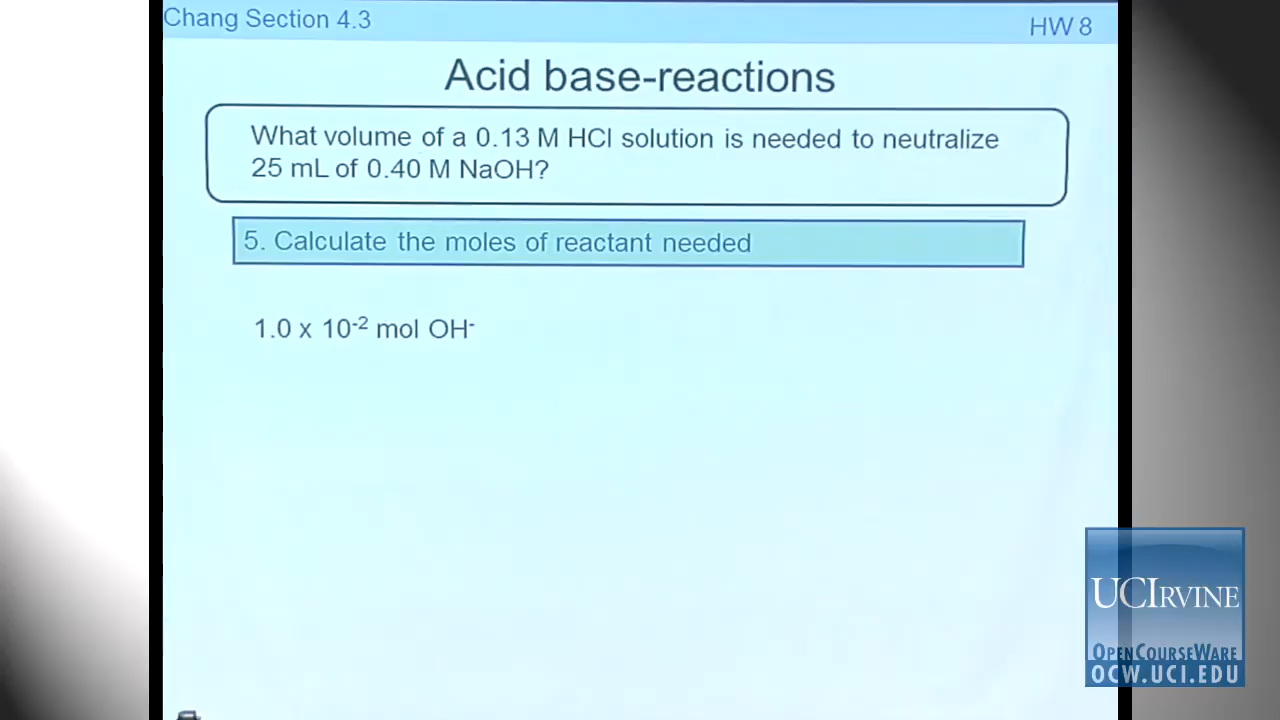 Chang Section 4.3
HW 8
Acid base-reactions
What volume of a 0.13 M HCl solution is needed to neutralize
25 mL of 0.40 M NaOH?
5. Calculate the moles of reactant needed
1.0 x 10⁻² mol OH⁻
UCIRVINE
OPENCOURSEWARE
OCW.UCI.EDU